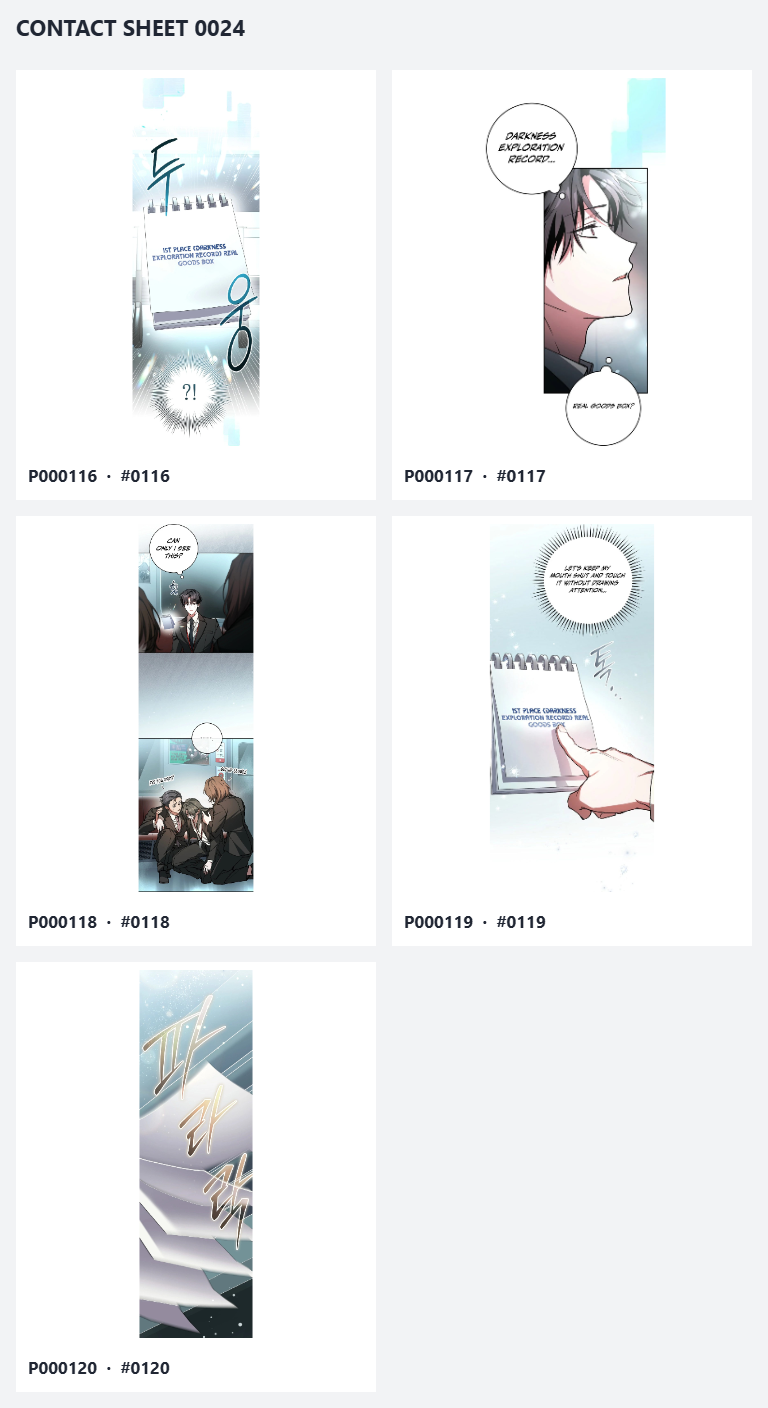 CONTACT SHEET 0024
두
1ST PLACE (DARKNESS
EXPLORATION RECORD) REAL
GOODS BOX
웅
?!
P000116 · #0116
DARKNESS
EXPLORATION
RECORD...
REAL GOODS BOX?
P000117 · #0117
CAN
ONLY I SEE
THIS?
P000118 · #0118
LET'S KEEP MY
MOUTH SHUT AND TOUCH
IT WITHOUT DRAWING
ATTENTION...
톡...
1ST PLACE (DARKNESS
EXPLORATION RECORD) REAL
GOODS BOX
P000119 · #0119
파
라
락
P000120 · #0120